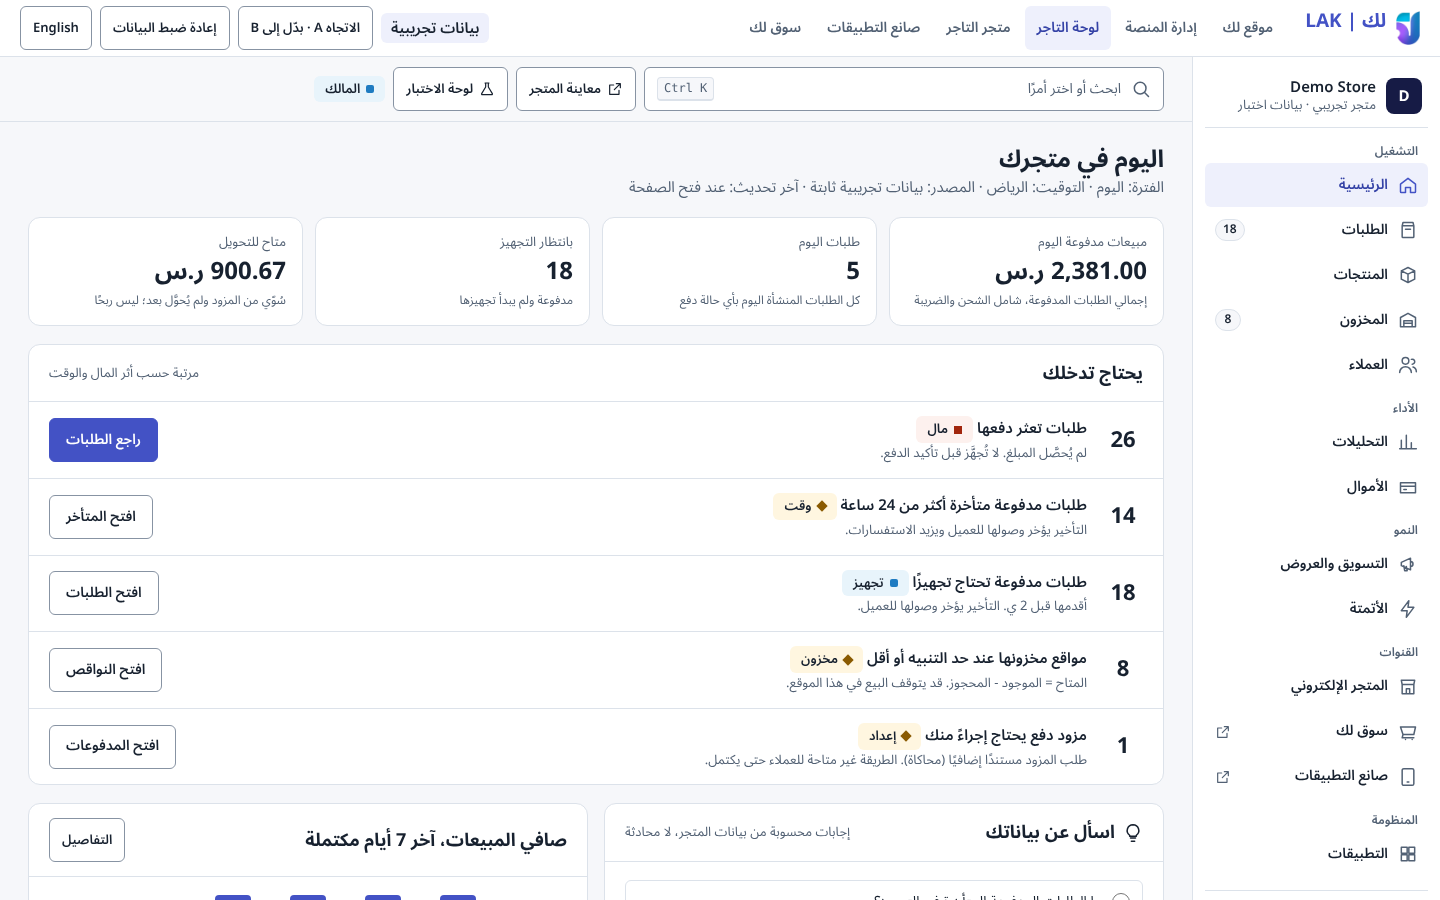 لك | LAK
موقع لك
إدارة المنصة
لوحة التاجر
متجر التاجر
صانع التطبيقات
سوق لك
بيانات تجريبية
الاتجاه A · بدّل إلى B
إعادة ضبط البيانات
English
D
Demo Store
متجر تجريبي · بيانات اختبار
ابحث أو اختر أمرًا
Ctrl K
معاينة المتجر
لوحة الاختبار
المالك
التشغيل
الرئيسية
الطلبات
18
المنتجات
المخزون
8
العملاء
الأداء
التحليلات
الأموال
النمو
التسويق والعروض
الأتمتة
القنوات
المتجر الإلكتروني
سوق لك
صانع التطبيقات
المنظومة
التطبيقات
اليوم في متجرك
الفترة: اليوم · التوقيت: الرياض · المصدر: بيانات تجريبية ثابتة · آخر تحديث: عند فتح الصفحة
مبيعات مدفوعة اليوم
2,381.00 ر.س
إجمالي الطلبات المدفوعة، شامل الشحن والضريبة
طلبات اليوم
5
كل الطلبات المنشأة اليوم بأي حالة دفع
بانتظار التجهيز
18
مدفوعة ولم يبدأ تجهيزها
متاح للتحويل
900.67 ر.س
سُوّي من المزود ولم يُحوَّل بعد؛ ليس ربحًا
يحتاج تدخلك
مرتبة حسب أثر المال والوقت
26
طلبات تعثر دفعها
مال
لم يُحصَّل المبلغ. لا تُجهَّز قبل تأكيد الدفع.
راجع الطلبات
14
طلبات مدفوعة متأخرة أكثر من 24 ساعة
وقت
التأخير يؤخر وصولها للعميل ويزيد الاستفسارات.
افتح المتأخر
18
طلبات مدفوعة تحتاج تجهيزًا
تجهيز
أقدمها قبل 2 ي. التأخير يؤخر وصولها للعميل.
افتح الطلبات
8
مواقع مخزونها عند حد التنبيه أو أقل
مخزون
المتاح = الموجود - المحجوز. قد يتوقف البيع في هذا الموقع.
افتح النواقص
1
مزود دفع يحتاج إجراءً منك
إعداد
طلب المزود مستندًا إضافيًا (محاكاة). الطريقة غير متاحة للعملاء حتى يكتمل.
افتح المدفوعات
اسأل عن بياناتك
إجابات محسوبة من بيانات المتجر، لا محادثة
صافي المبيعات، آخر 7 أيام مكتملة
التفاصيل